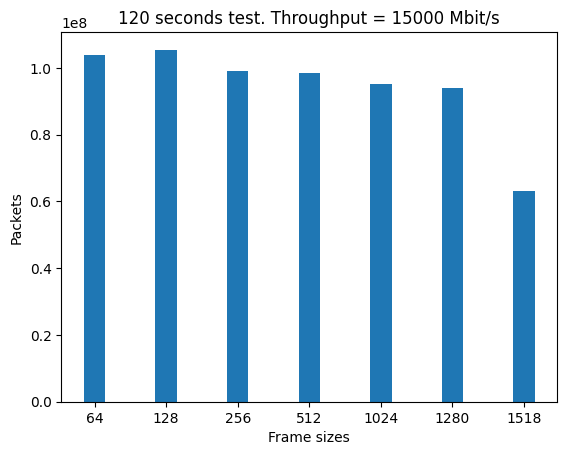 120 seconds test. Throughput = 15000 Mbit/s
1e8
1.0
0.8
0.6
0.4
0.2
0.0
Packets
64 128 256 512 1024 1280 1518
Frame sizes